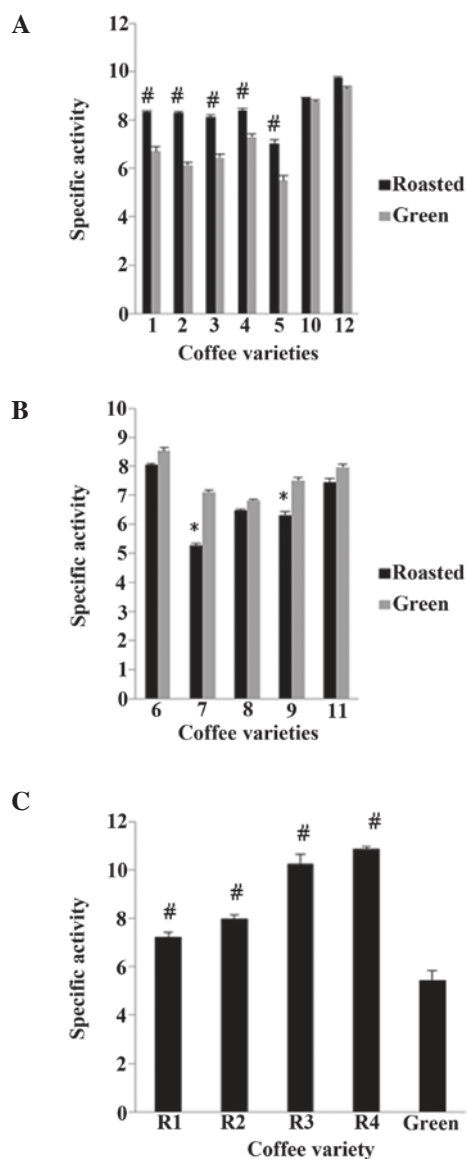 A
Specific activity
12
10
8
6
4
2
0
# # # # #
1 2 3 4 5 10 12
Coffee varieties
Roasted
Green
B
Specific activity
10
9
8
7
6
5
4
3
2
1
0
* *
6 7 8 9 11
Coffee varieties
Roasted
Green
C
Specific activity
12
10
8
6
4
2
0
# # # #
R1 R2 R3 R4 Green
Coffee variety